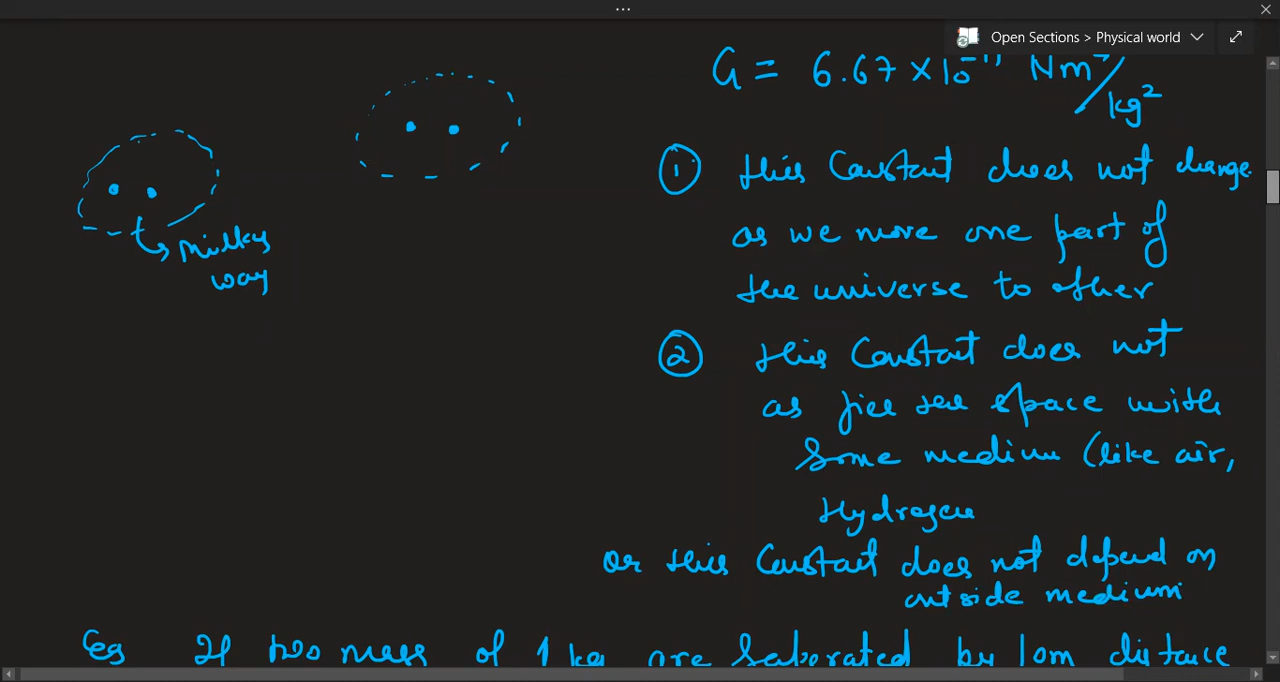 Open Sections > Physical world
G = 6.67 × 10⁻¹¹ Nm²/kg²
① this Constant does not change
as we move one part of
the universe to other
② this Constant does not
as fill the space with
Some medium (like air,
Hydrogen
or this Constant does not depend on
outside medium
milky
way
Eg If two mass of 1 kg are Saborated by 10m distance